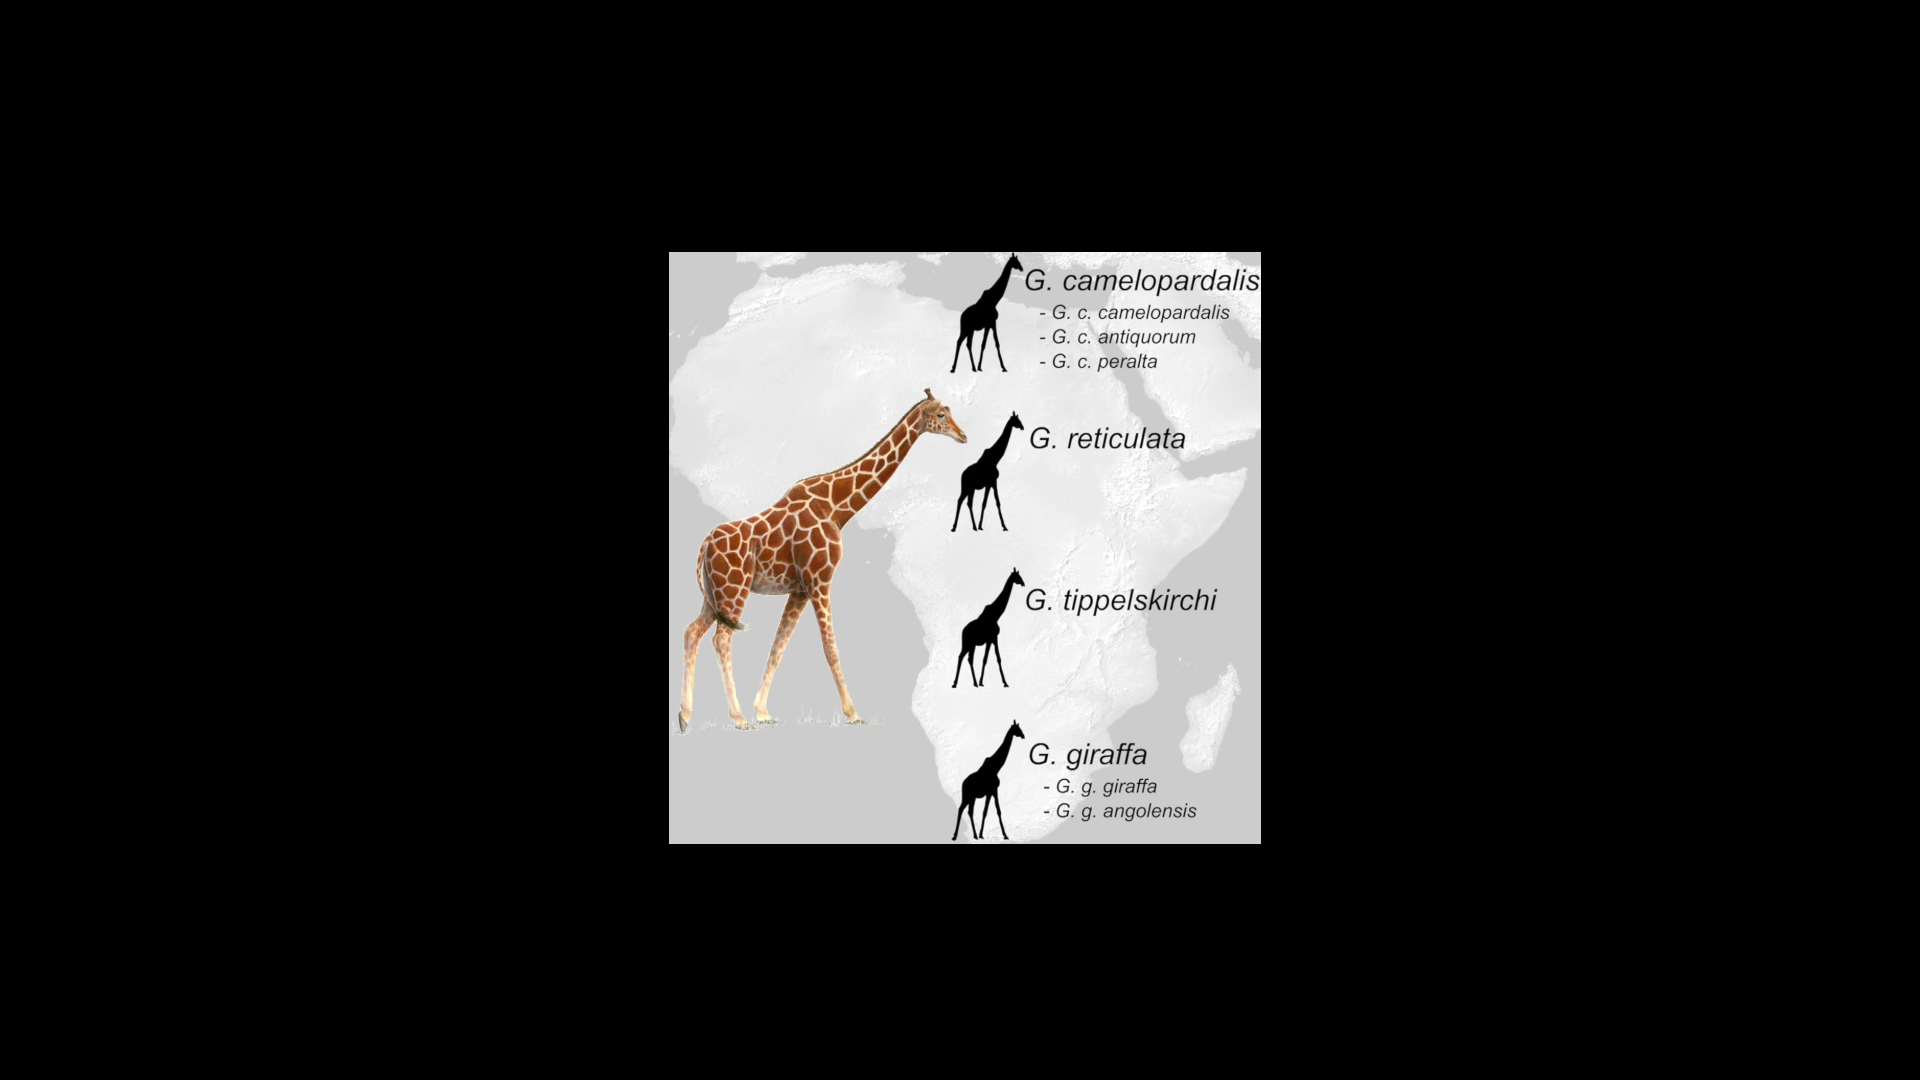 G. camelopardalis
- G. c. camelopardalis
- G. c. antiquorum
- G. c. peralta
G. reticulata
G. tippelskirchi
G. giraffa
- G. g. giraffa
- G. g. angolensis